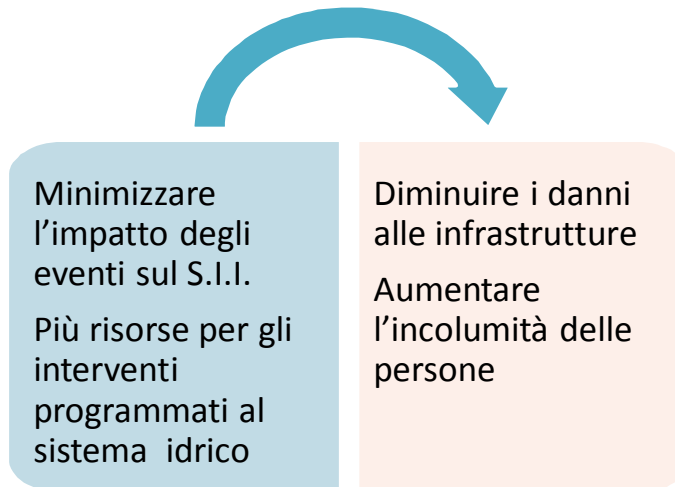 Minimizzare
l’impatto degli
eventi sul S.I.I.
Più risorse per gli
interventi
programmati al
sistema idrico
Diminuire i danni
alle infrastrutture
Aumentare
l’incolumità delle
persone